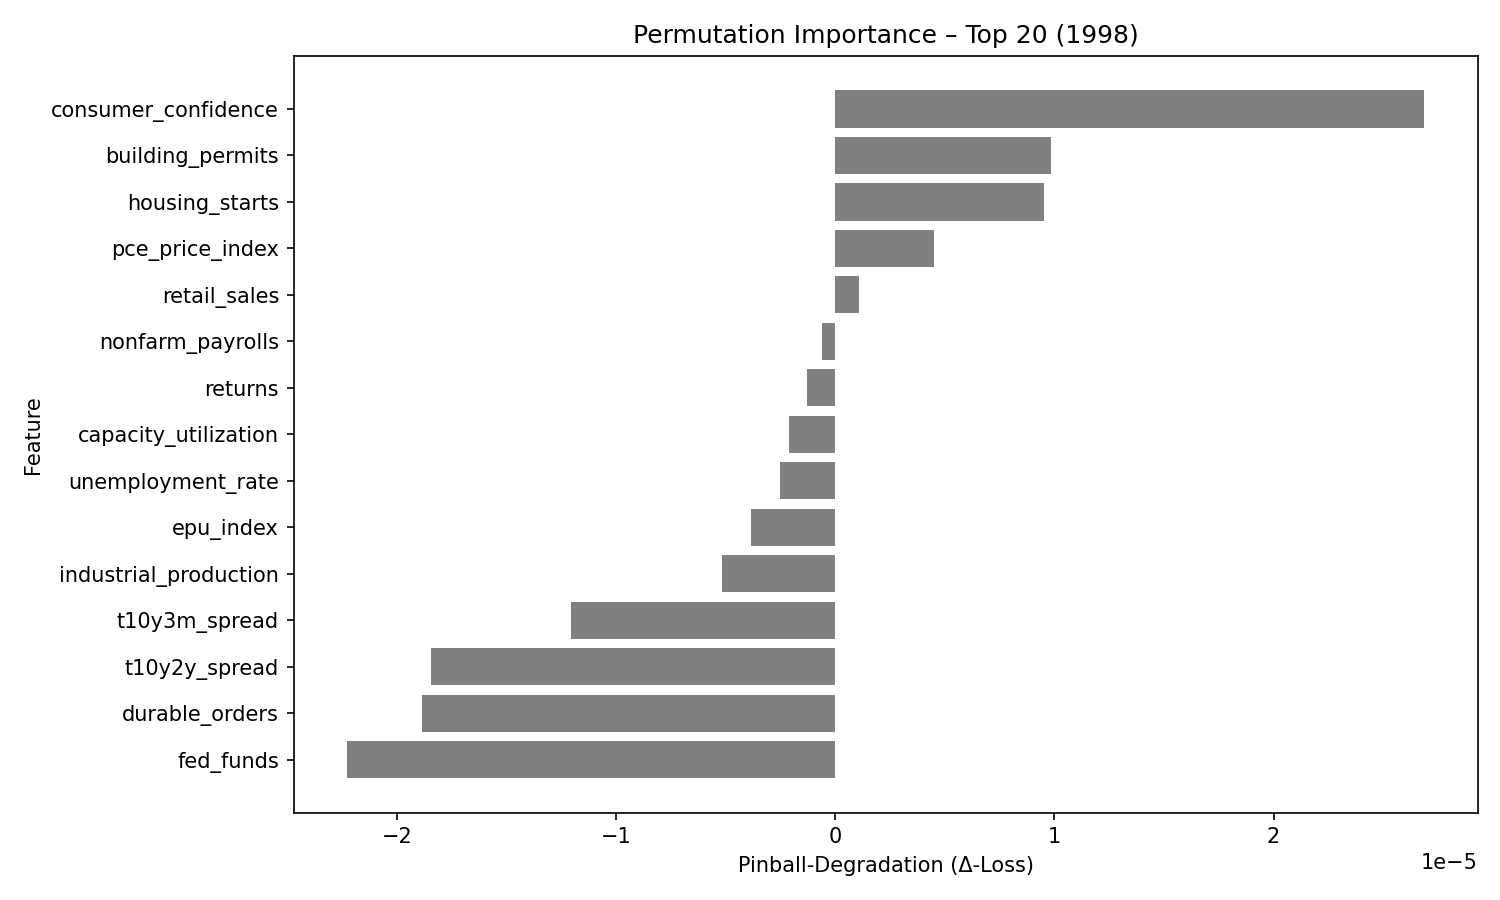 Permutation Importance – Top 20 (1998)
Feature
consumer_confidence
building_permits
housing_starts
pce_price_index
retail_sales
nonfarm_payrolls
returns
capacity_utilization
unemployment_rate
epu_index
industrial_production
t10y3m_spread
t10y2y_spread
durable_orders
fed_funds
−2 −1 0 1 2
1e−5
Pinball-Degradation (Δ-Loss)